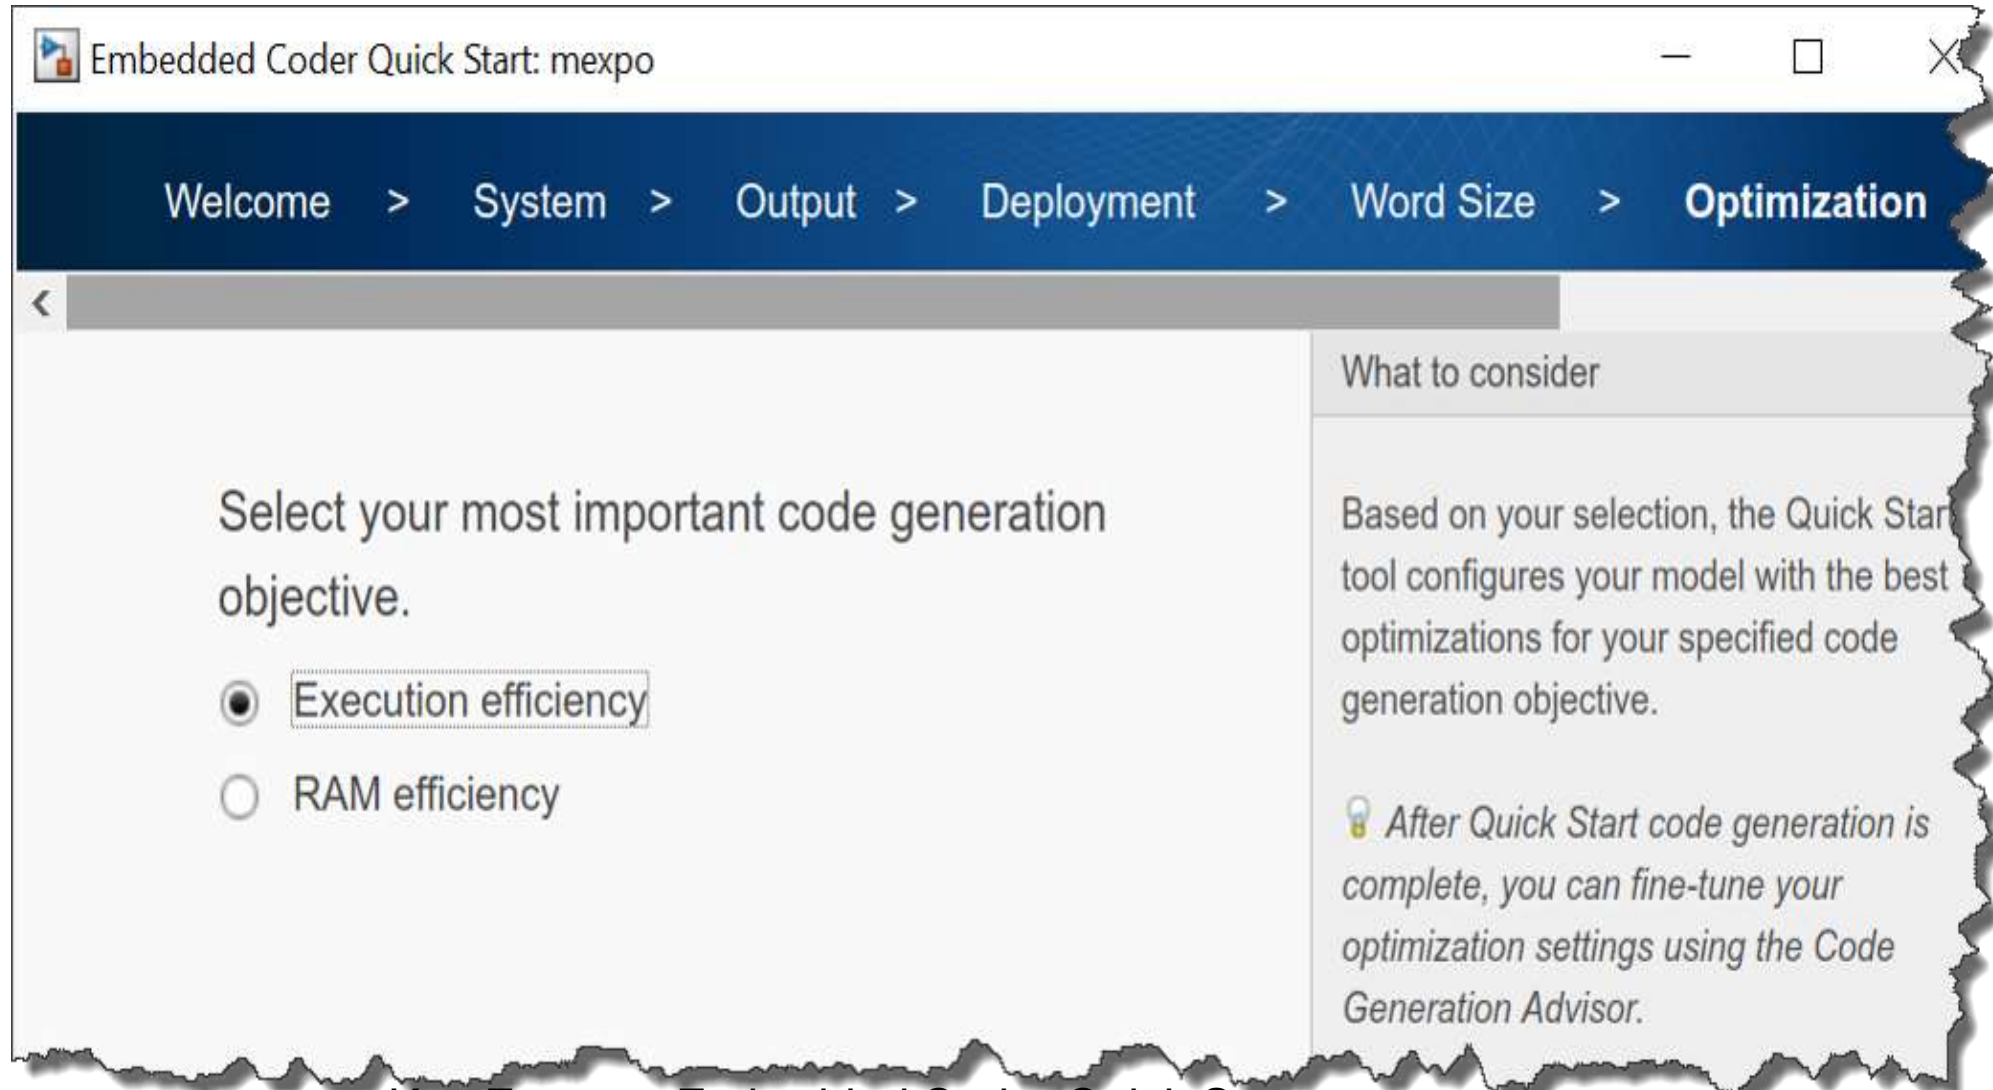 Embedded Coder Quick Start: mexpo
Welcome > System > Output > Deployment > Word Size > Optimization
What to consider
Select your most important code generation
objective.
Execution efficiency
RAM efficiency
Based on your selection, the Quick Star
tool configures your model with the best
optimizations for your specified code
generation objective.
After Quick Start code generation is
complete, you can fine-tune your
optimization settings using the Code
Generation Advisor.